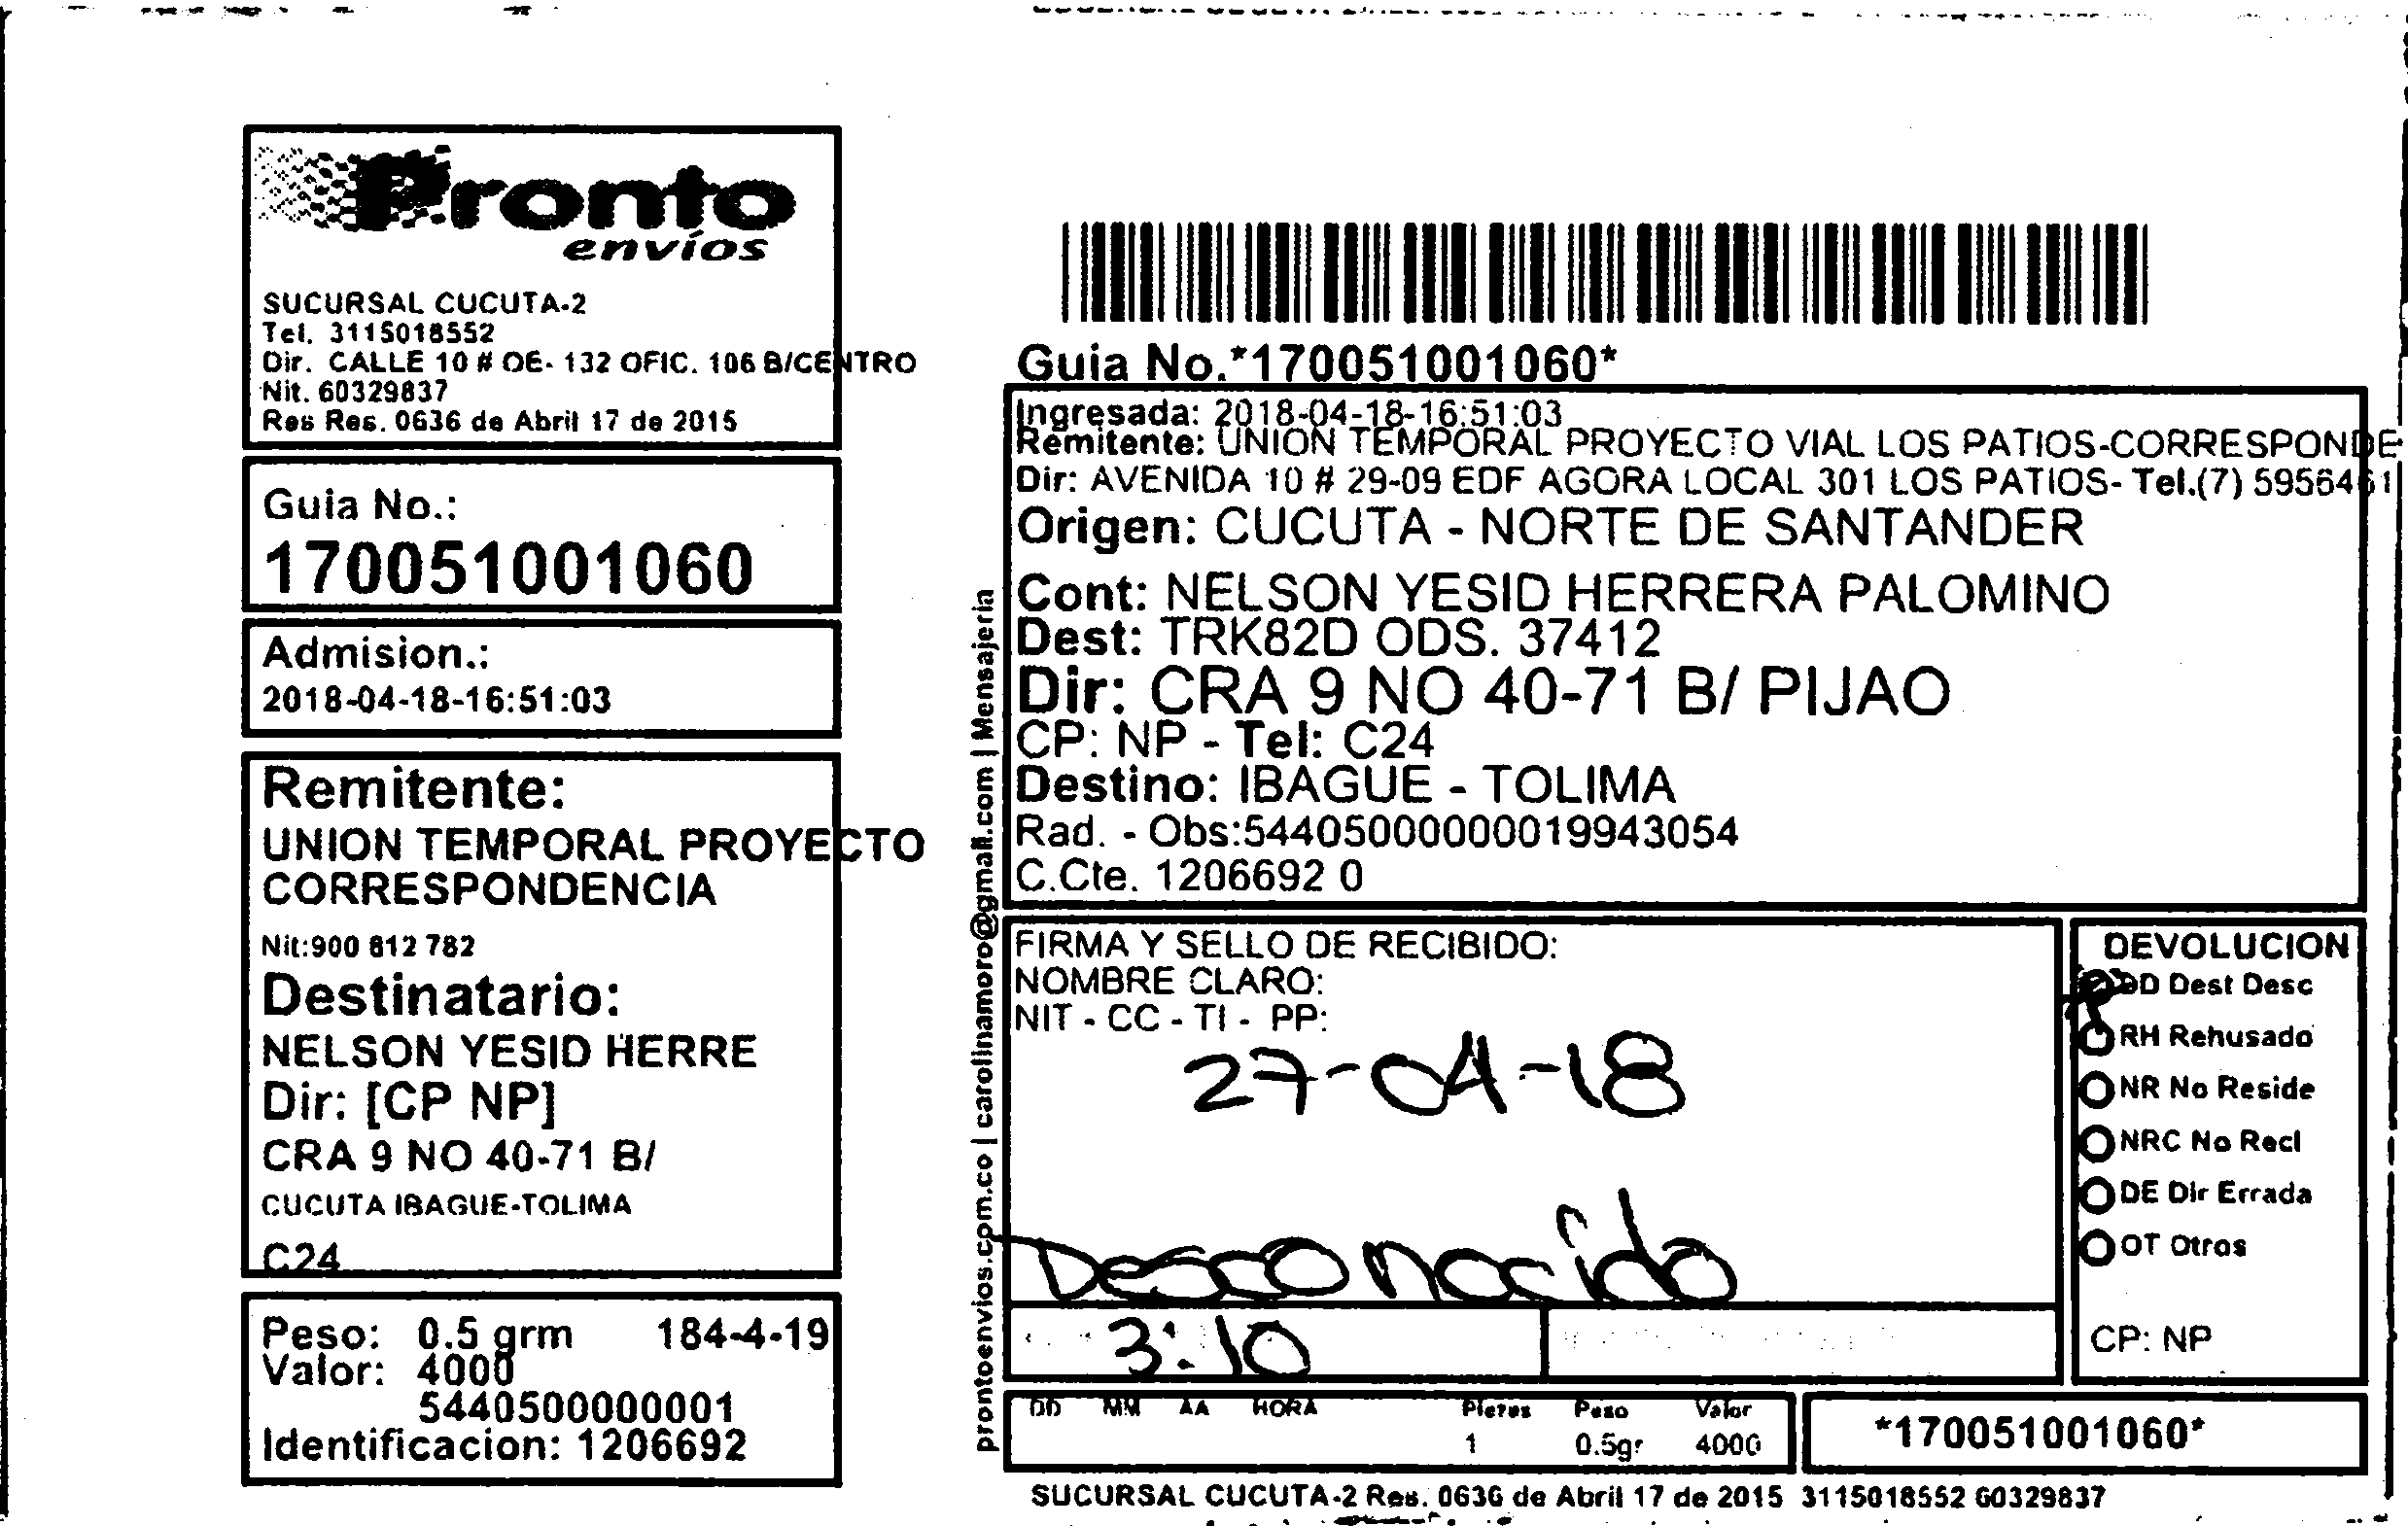 Pronto
envíos
SUCURSAL CUCUTA-2
Tel. 3115018552
Dir. CALLE 10 # OE- 132 OFIC. 106 B/CENTRO
Nit. 60329837
Res Res. 0636 de Abril 17 de 2015
Guia No.:
170051001060
Admision.:
2018-04-18-16:51:03
Remitente:
UNION TEMPORAL PROYECTO
CORRESPONDENCIA
Nit:900 812 782
Destinatario:
NELSON YESID HERRE
Dir: [CP NP]
CRA 9 NO 40-71 B/
CUCUTA IBAGUE-TOLIMA
C24
Peso: 0.5 grm 184-4-19
Valor: 4000
5440500000001
Identificacion: 1206692
prontoenvios.com.co | carolinamoro@gmail.com | Mensajeria
Guia No.*170051001060*
Ingresada: 2018-04-18-16:51:03
Remitente: UNION TEMPORAL PROYECTO VIAL LOS PATIOS-CORRESPONDE
Dir: AVENIDA 10 # 29-09 EDF AGORA LOCAL 301 LOS PATIOS- Tel.(7) 5956461
Origen: CUCUTA - NORTE DE SANTANDER
Cont: NELSON YESID HERRERA PALOMINO
Dest: TRK82D ODS. 37412
Dir: CRA 9 NO 40-71 B/ PIJAO
CP: NP - Tel: C24
Destino: IBAGUE - TOLIMA
Rad. - Obs:544050000000019943054
C.Cte. 1206692 0
FIRMA Y SELLO DE RECIBIDO:
NOMBRE CLARO:
NIT - CC - TI - PP:
27-04-18
Desconocido
3:10
DEVOLUCION
DD Dest Desc
RH Rehusado
NR No Reside
NRC No Recl
DE Dir Errada
OT Otros
CP: NP
DD MM AA HORA Piezas Peso Valor
1 0.5gr 4000
*170051001060*
SUCURSAL CUCUTA-2 Res. 0636 de Abril 17 de 2015 3115018552 60329837